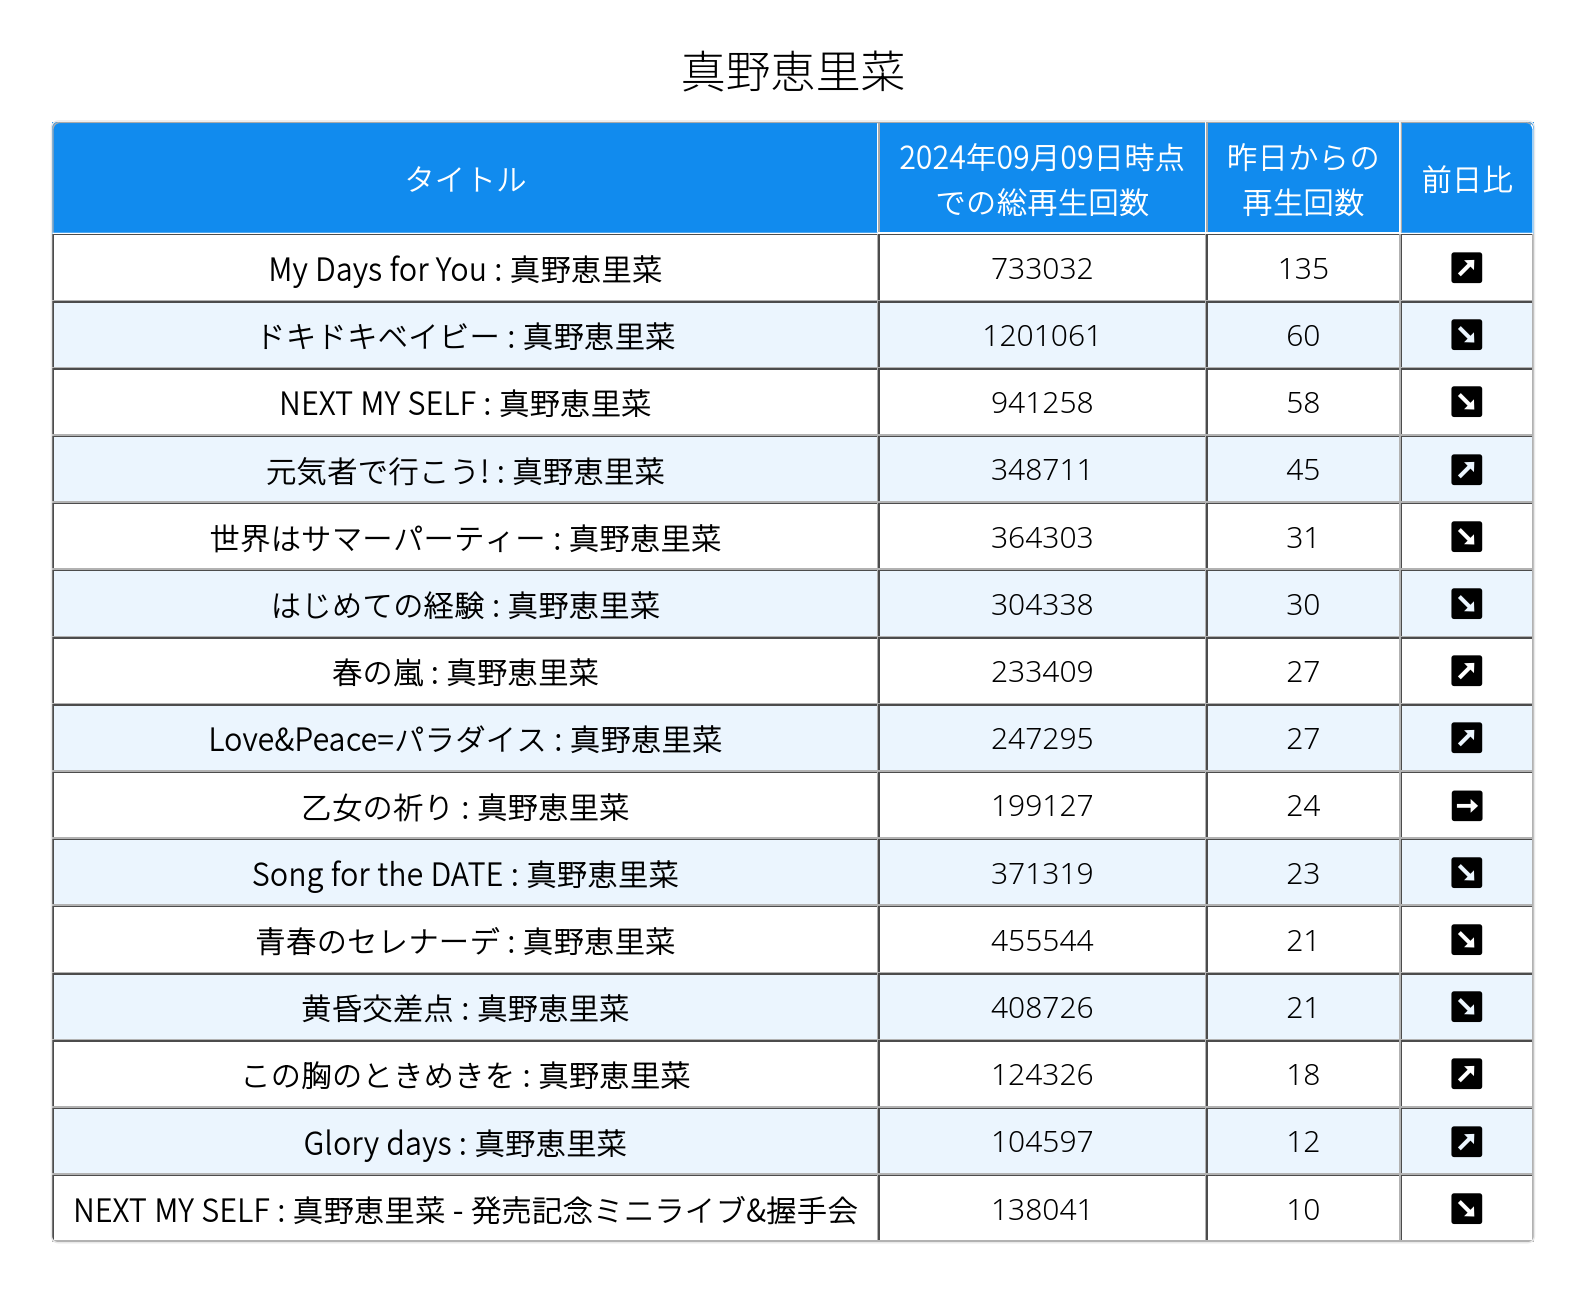 真野恵里菜
タイトル
2024年09月09日時点
での総再生回数
昨日からの
再生回数
前日比
My Days for You : 真野恵里菜 733032 135 ↗
ドキドキベイビー : 真野恵里菜 1201061 60 ↘
NEXT MY SELF : 真野恵里菜 941258 58 ↘
元気者で行こう! : 真野恵里菜 348711 45 ↗
世界はサマーパーティー : 真野恵里菜 364303 31 ↘
はじめての経験 : 真野恵里菜 304338 30 ↘
春の嵐 : 真野恵里菜 233409 27 ↗
Love&Peace=パラダイス : 真野恵里菜 247295 27 ↗
乙女の祈り : 真野恵里菜 199127 24 →
Song for the DATE : 真野恵里菜 371319 23 ↘
青春のセレナーデ : 真野恵里菜 455544 21 ↘
黄昏交差点 : 真野恵里菜 408726 21 ↘
この胸のときめきを : 真野恵里菜 124326 18 ↗
Glory days : 真野恵里菜 104597 12 ↗
NEXT MY SELF : 真野恵里菜 - 発売記念ミニライブ&握手会 138041 10 ↘